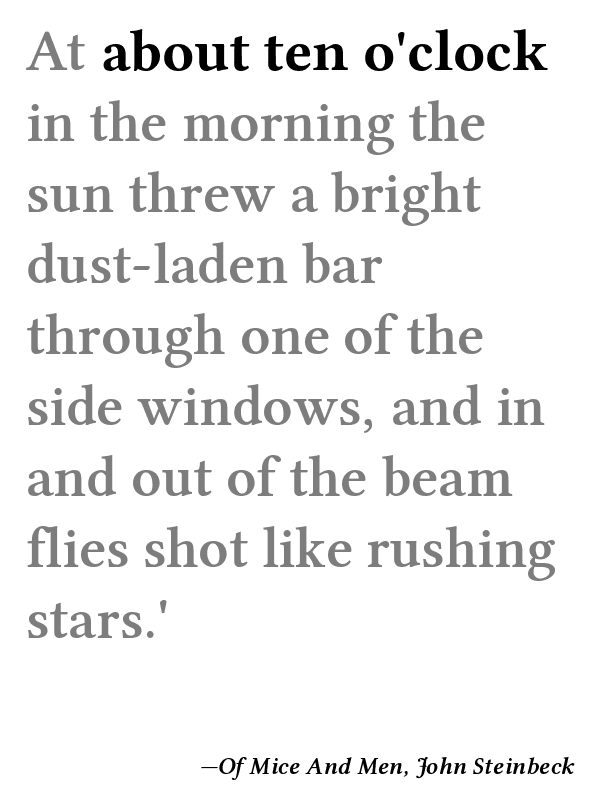 At about ten o'clock
in the morning the
sun threw a bright
dust-laden bar
through one of the
side windows, and in
and out of the beam
flies shot like rushing
stars.'
—Of Mice And Men, John Steinbeck